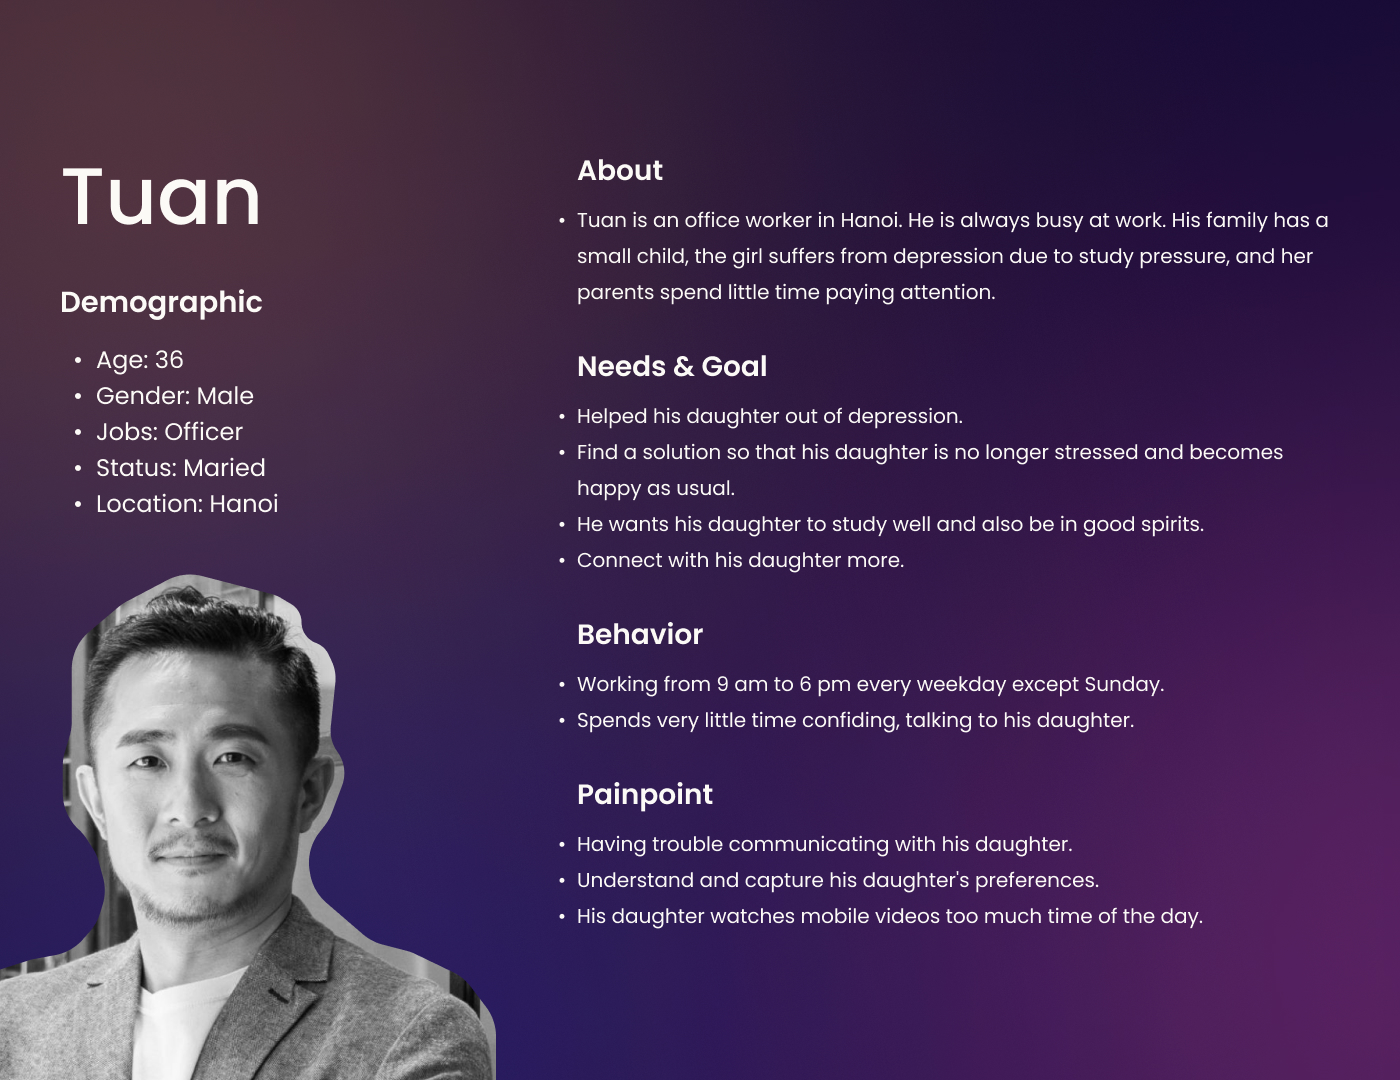 Tuan
Demographic
• Age: 36
• Gender: Male
• Jobs: Officer
• Status: Maried
• Location: Hanoi
About
• Tuan is an office worker in Hanoi. He is always busy at work. His family has a
small child, the girl suffers from depression due to study pressure, and her
parents spend little time paying attention.
Needs & Goal
• Helped his daughter out of depression.
• Find a solution so that his daughter is no longer stressed and becomes
happy as usual.
• He wants his daughter to study well and also be in good spirits.
• Connect with his daughter more.
Behavior
• Working from 9 am to 6 pm every weekday except Sunday.
• Spends very little time confiding, talking to his daughter.
Painpoint
• Having trouble communicating with his daughter.
• Understand and capture his daughter's preferences.
• His daughter watches mobile videos too much time of the day.